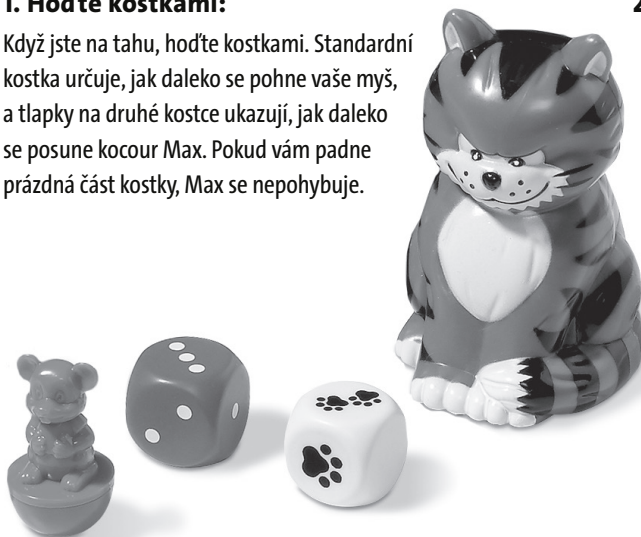 1. Hoďte kostkami:
2
Když jste na tahu, hoďte kostkami. Standardní
kostka určuje, jak daleko se pohne vaše myš,
a tlapky na druhé kostce ukazují, jak daleko
se posune kocour Max. Pokud vám padne
prázdná část kostky, Max se nepohybuje.